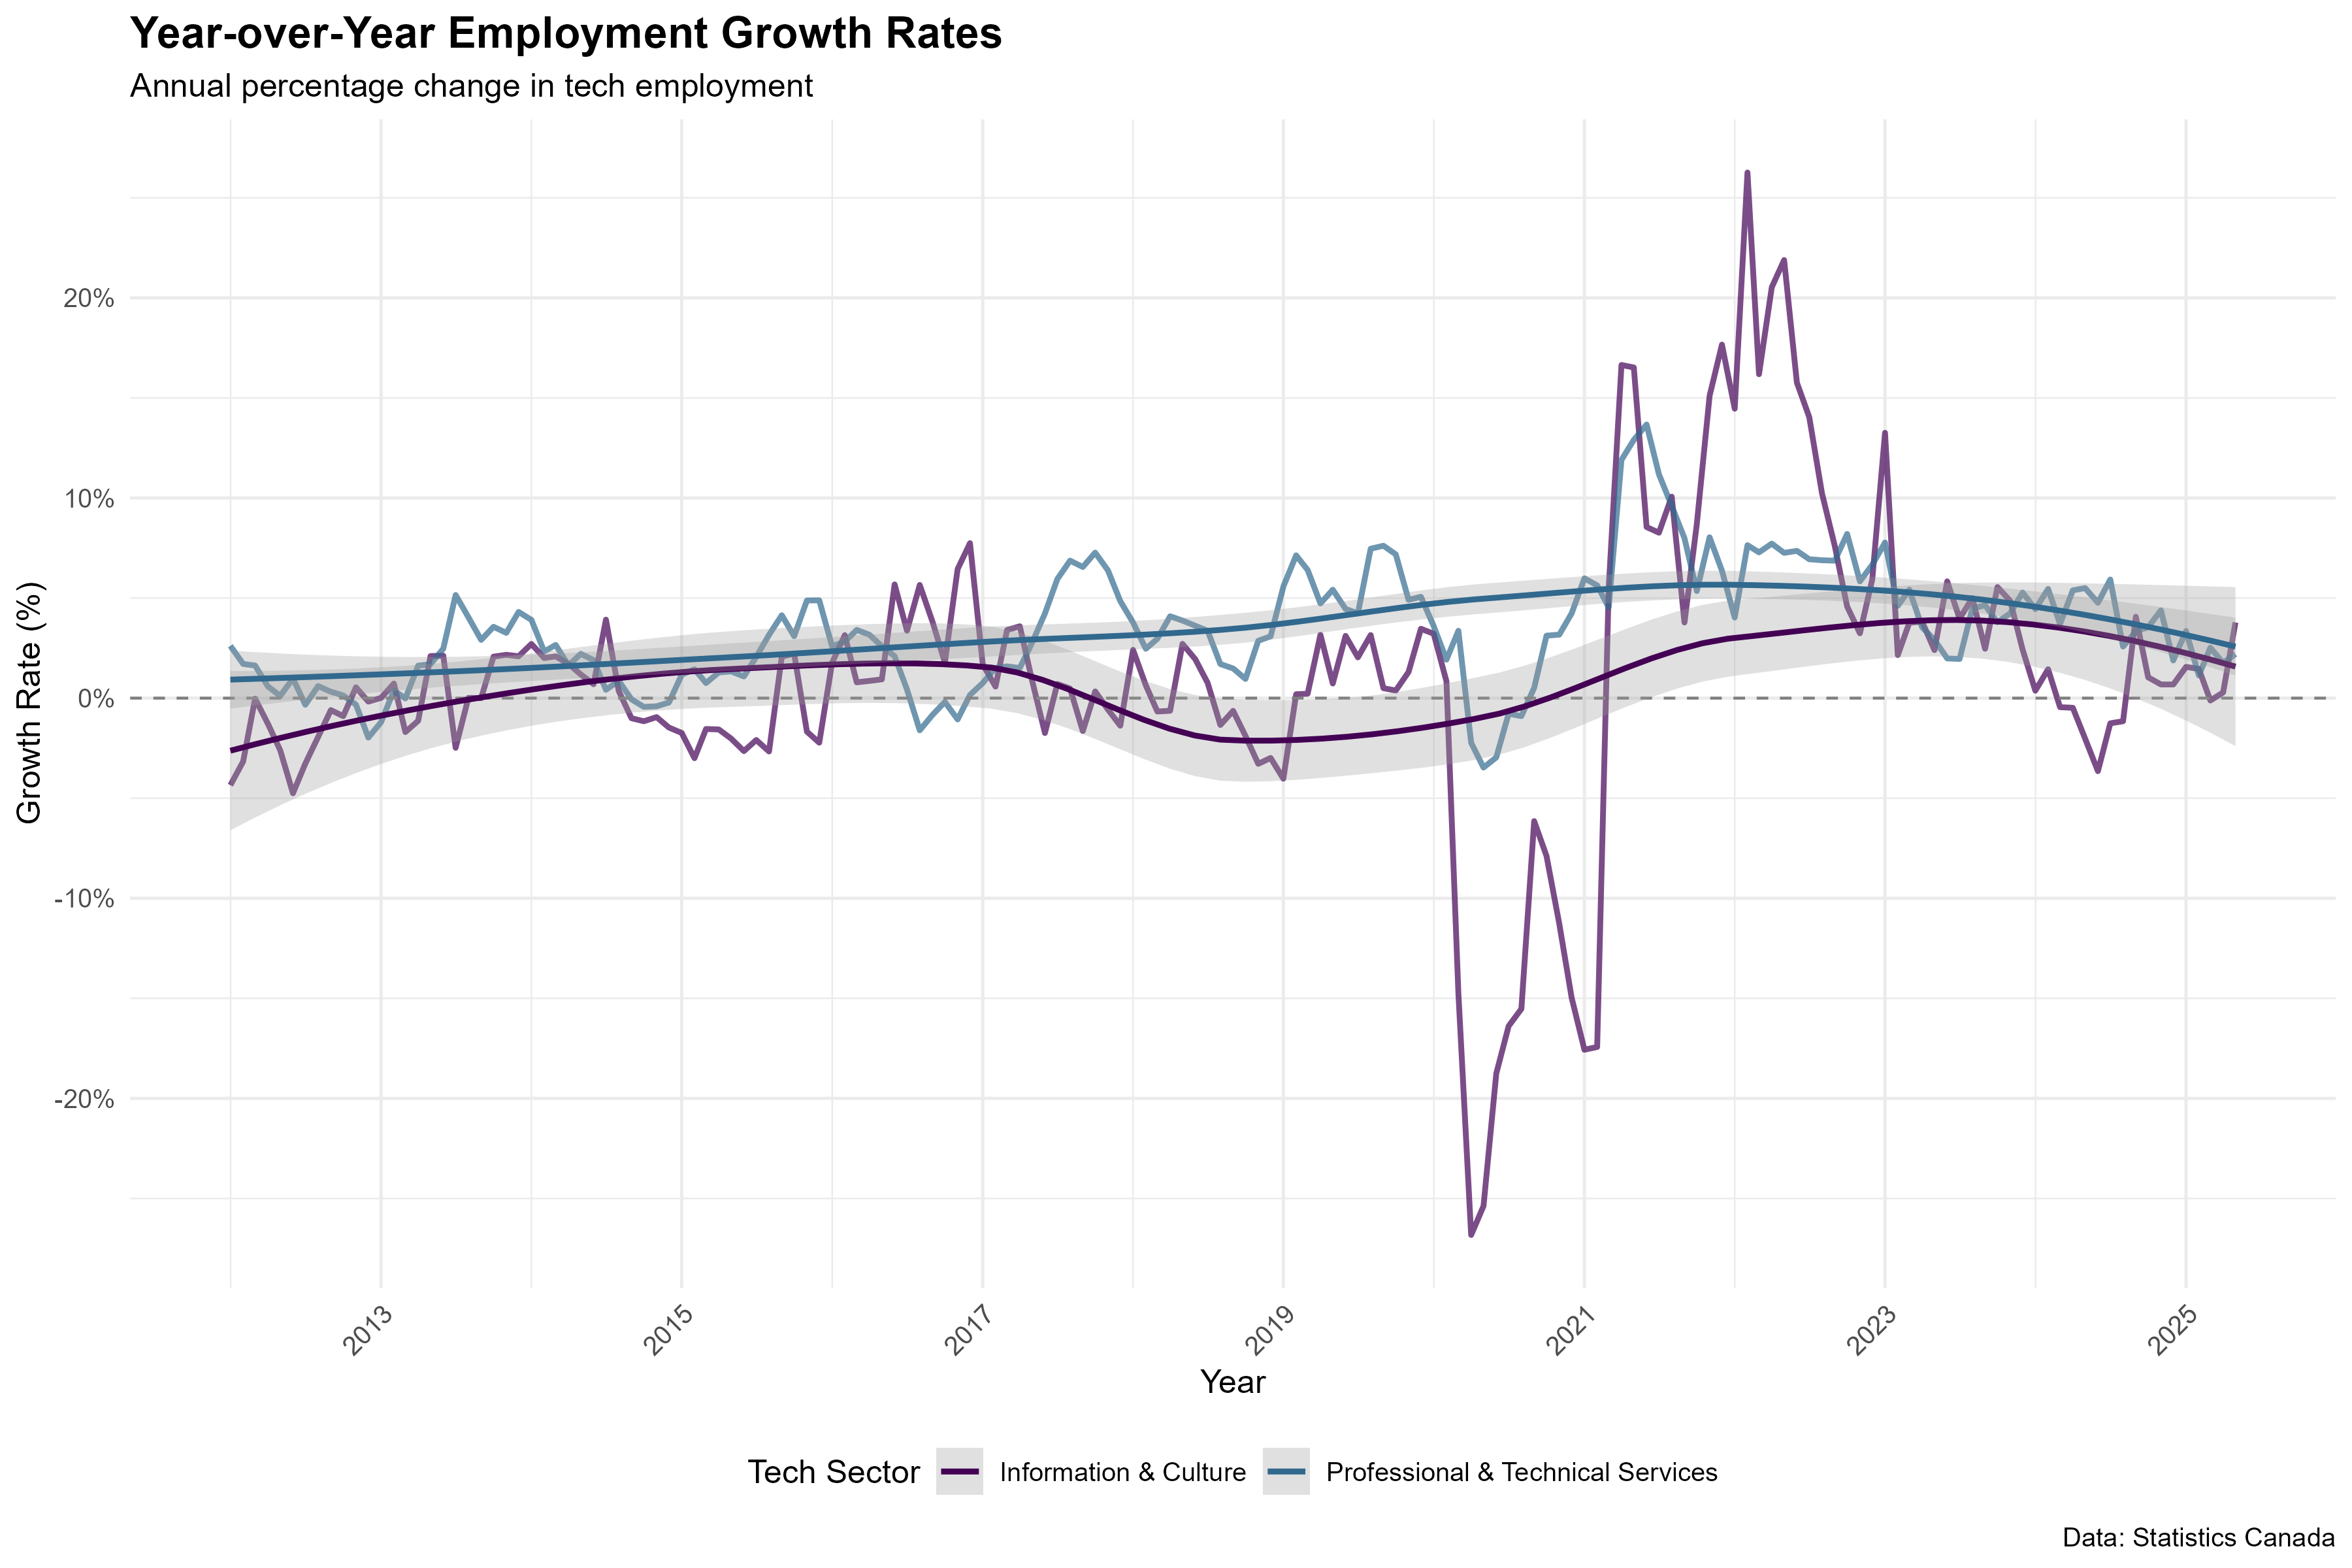 Year-over-Year Employment Growth Rates
Annual percentage change in tech employment
Growth Rate (%)
20%
10%
0%
-10%
-20%
2013
2015
2017
2019
2021
2023
2025
Year
Tech Sector
Information & Culture
Professional & Technical Services
Data: Statistics Canada